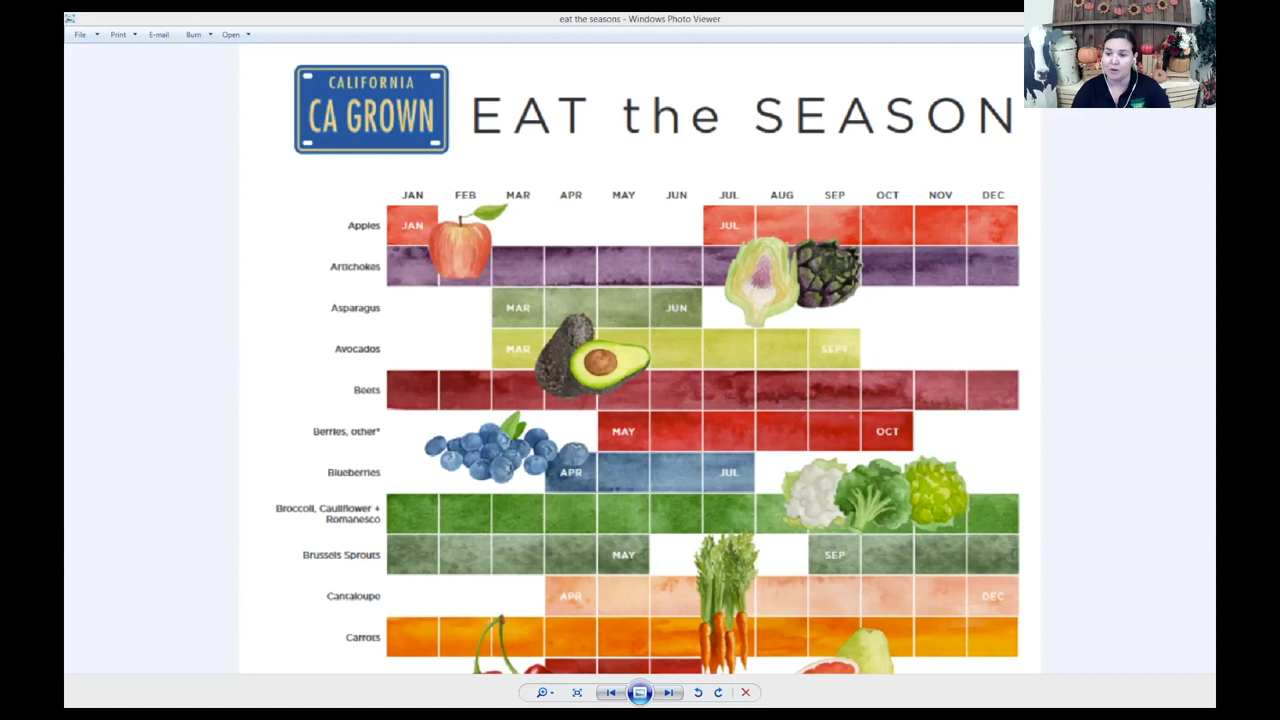 eat the seasons - Windows Photo Viewer
File Print E-mail Burn Open
CALIFORNIA
CA GROWN
EAT the SEASON
JAN FEB MAR APR MAY JUN JUL AUG SEP OCT NOV DEC
Apples JAN JUL
Artichokes
Asparagus MAR JUN
Avocados MAR SEPT
Beets
Berries, other* MAY OCT
Blueberries APR JUL
Broccoli, Cauliflower +
Romanesco
Brussels Sprouts MAY SEP
Cantaloupe APR DEC
Carrots